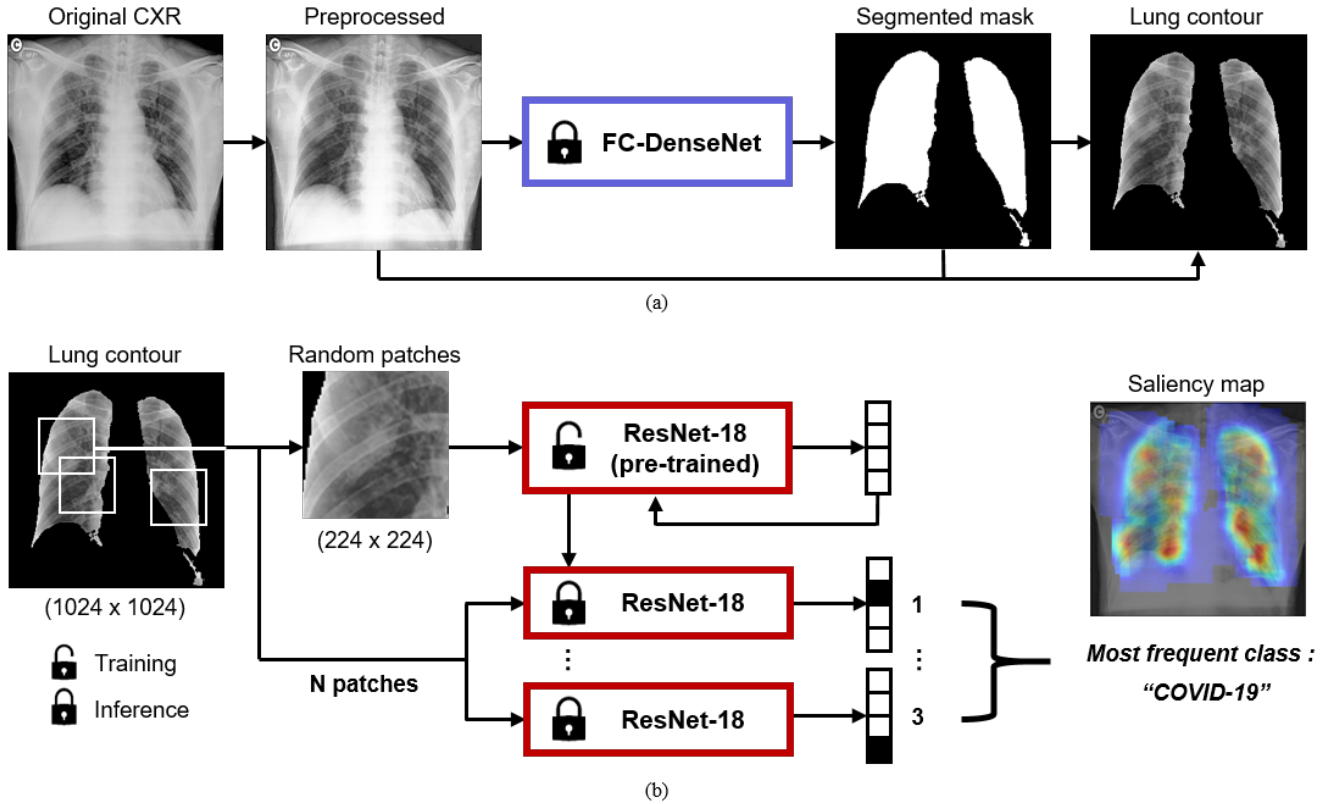 Original CXR
Preprocessed
Segmented mask
Lung contour
C
C
FC-DenseNet
(a)
Lung contour
Random patches
Saliency map
C
ResNet-18
(pre-trained)
(224 x 224)
(1024 x 1024)
ResNet-18
1
Training
Inference
N patches
⋮
⋮
ResNet-18
3
Most frequent class :
“COVID-19”
(b)